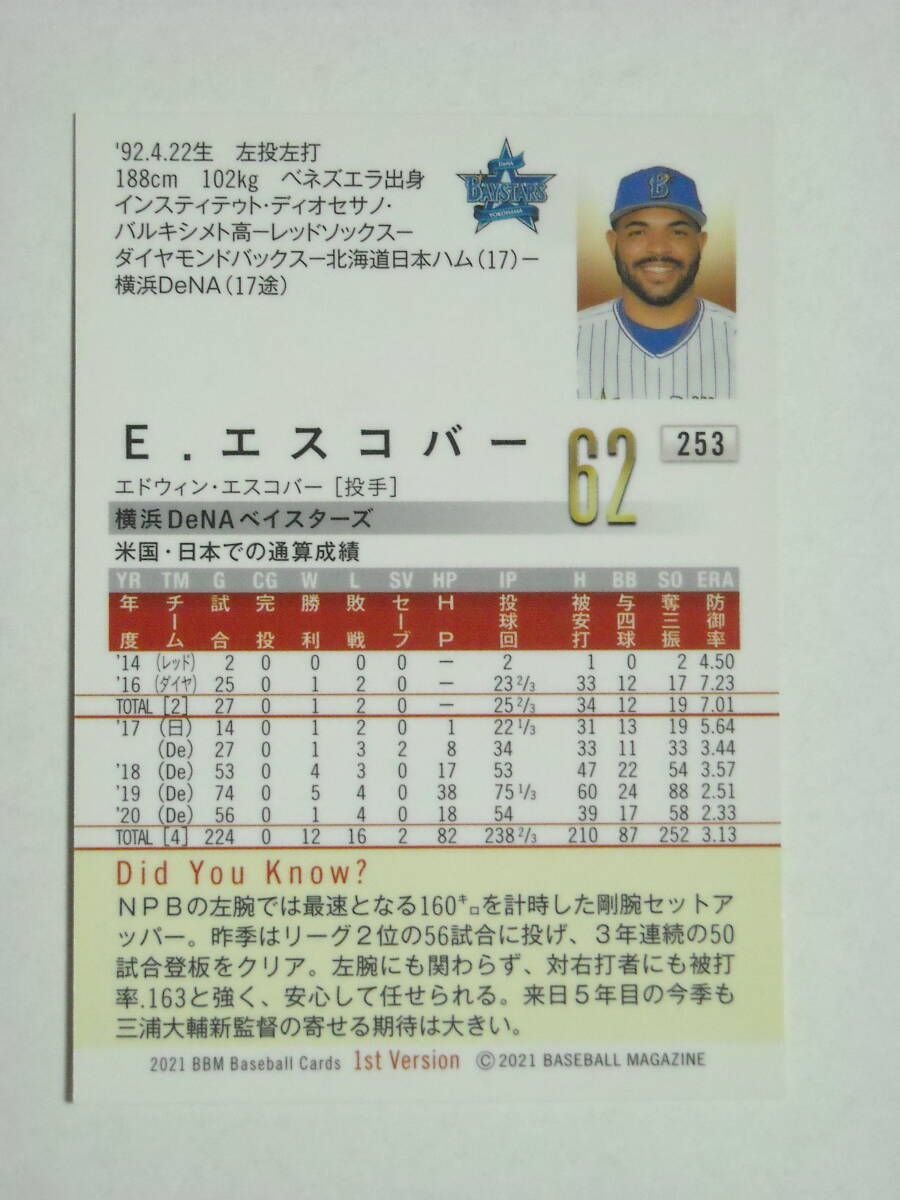 '92.4.22生 左投左打
188cm 102kg ベネズエラ出身
インスティテゥト・ディオセサノ・
バルキシメト高ーレッドソックスー
ダイヤモンドバックスー北海道日本ハム(17)ー
横浜DeNA(17途)
DeNA
BAYSTARS
YOKOHAMA
B
E.エスコバー
62
253
エドウィン・エスコバー[投手]
横浜DeNAベイスターズ
米国・日本での通算成績
YR TM G CG W L SV HP IP H BB SO ERA
年度 チーム 試合 完投 勝利 敗戦 セーブ HP 投球回 被安打 与四球 奪三振 防御率
'14 (レッド) 2 0 0 0 0 ー 2 1 0 2 4.50
'16 (ダイヤ) 25 0 1 2 0 ー 23 2/3 33 12 17 7.23
TOTAL [2] 27 0 1 2 0 ー 25 2/3 34 12 19 7.01
'17 (日) 14 0 1 2 0 1 22 1/3 31 13 19 5.64
(De) 27 0 1 3 2 8 34 33 11 33 3.44
'18 (De) 53 0 4 3 0 17 53 47 22 54 3.57
'19 (De) 74 0 5 4 0 38 75 1/3 60 24 88 2.51
'20 (De) 56 0 1 4 0 18 54 39 17 58 2.33
TOTAL [4] 224 0 12 16 2 82 238 2/3 210 87 252 3.13
Did You Know?
NPBの左腕では最速となる160㌔を計時した剛腕セットア
ッパー。昨季はリーグ2位の56試合に投げ、3年連続の50
試合登板をクリア。左腕にも関わらず、対右打者にも被打
率.163と強く、安心して任せられる。来日5年目の今季も
三浦大輔新監督の寄せる期待は大きい。
2021 BBM Baseball Cards 1st Version ©2021 BASEBALL MAGAZINE